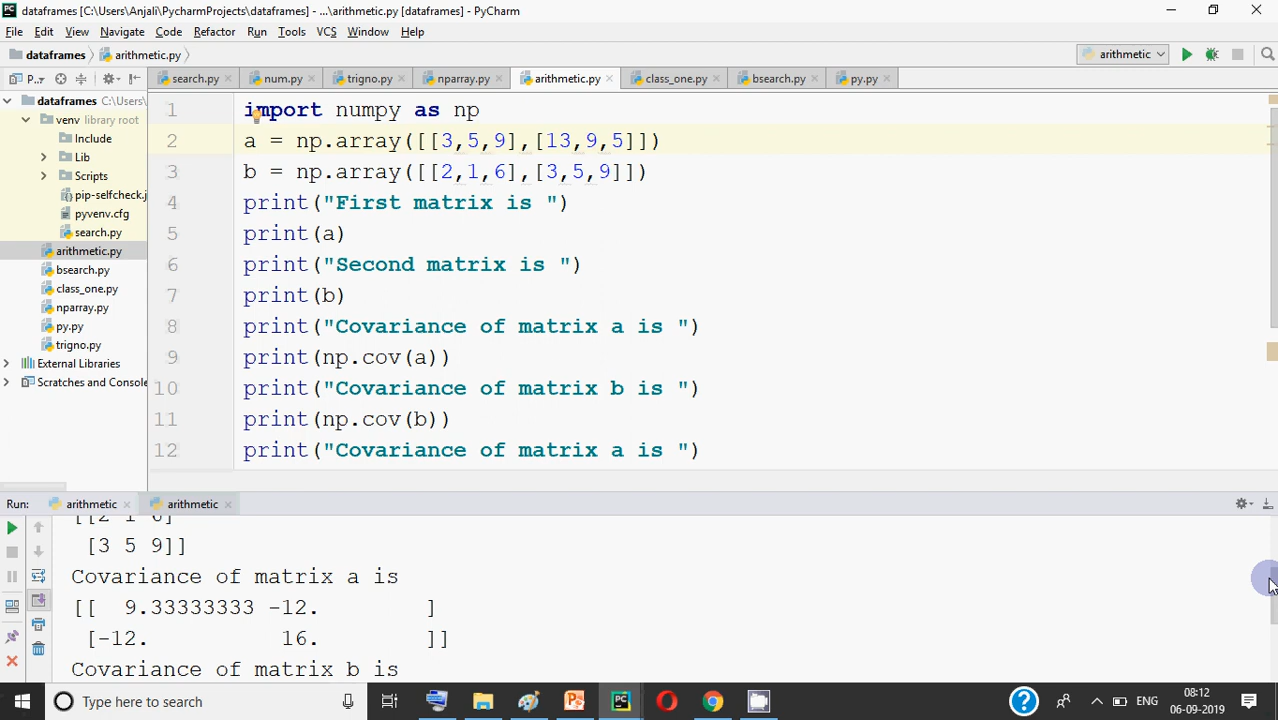 dataframes [C:\Users\Anjali\PycharmProjects\dataframes] - ...\arithmetic.py [dataframes] - PyCharm
File Edit View Navigate Code Refactor Run Tools VCS Window Help
dataframes arithmetic.py arithmetic
P.. search.py num.py trigno.py nparray.py arithmetic.py class_one.py bsearch.py py.py
dataframes C:\Users\
venv library root
Include
Lib
Scripts
pip-selfcheck.j
pyvenv.cfg
search.py
arithmetic.py
bsearch.py
class_one.py
nparray.py
py.py
trigno.py
External Libraries
Scratches and Console
1 import numpy as np
2 a = np.array([[3,5,9],[13,9,5]])
3 b = np.array([[2,1,6],[3,5,9]])
4 print("First matrix is ")
5 print(a)
6 print("Second matrix is ")
7 print(b)
8 print("Covariance of matrix a is ")
9 print(np.cov(a))
10 print("Covariance of matrix b is ")
11 print(np.cov(b))
12 print("Covariance of matrix a is ")
Run: arithmetic arithmetic
[[2 1 6]
[3 5 9]]
Covariance of matrix a is
[[ 9.33333333 -12. ]
[-12. 16. ]]
Covariance of matrix b is
Type here to search
ENG
08:12
06-09-2019